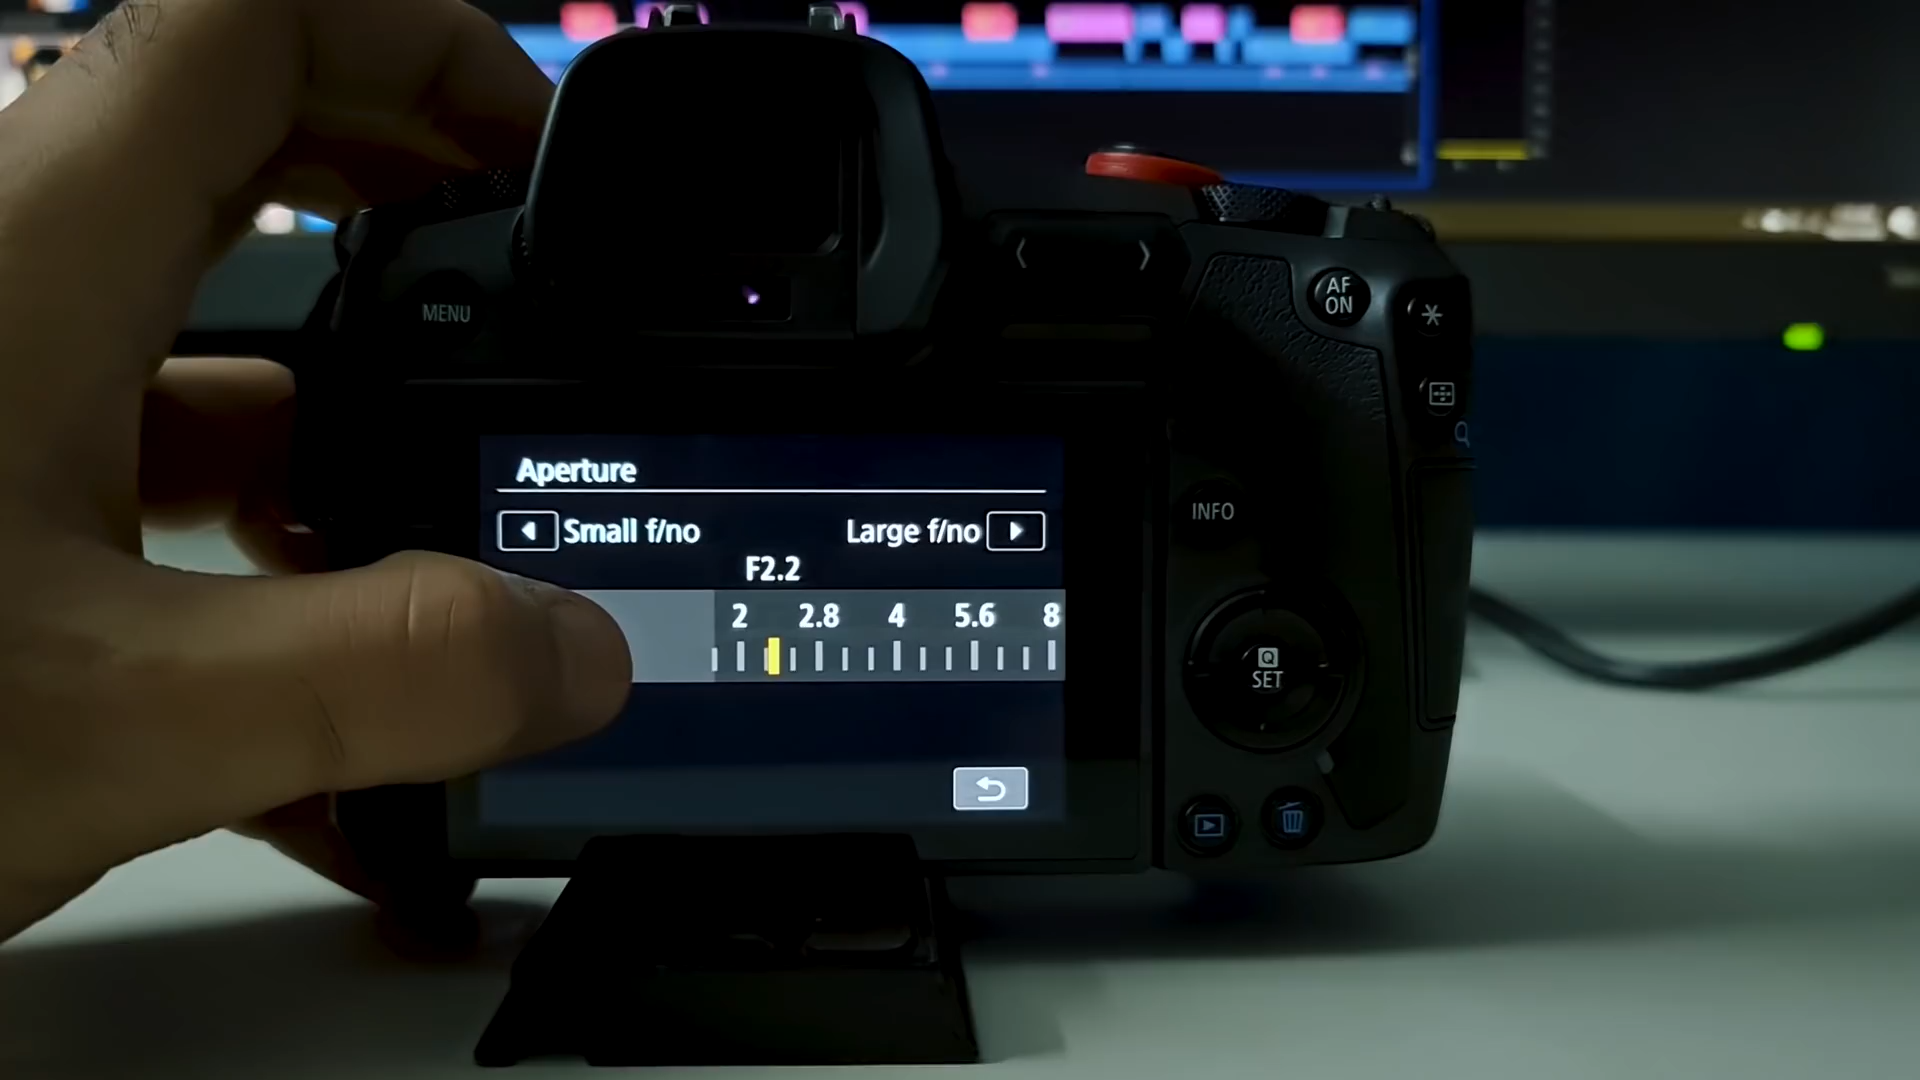 MENU
AF
ON
Aperture
Small f/no
Large f/no
F2.2
2 2.8 4 5.6 8
INFO
Q
SET